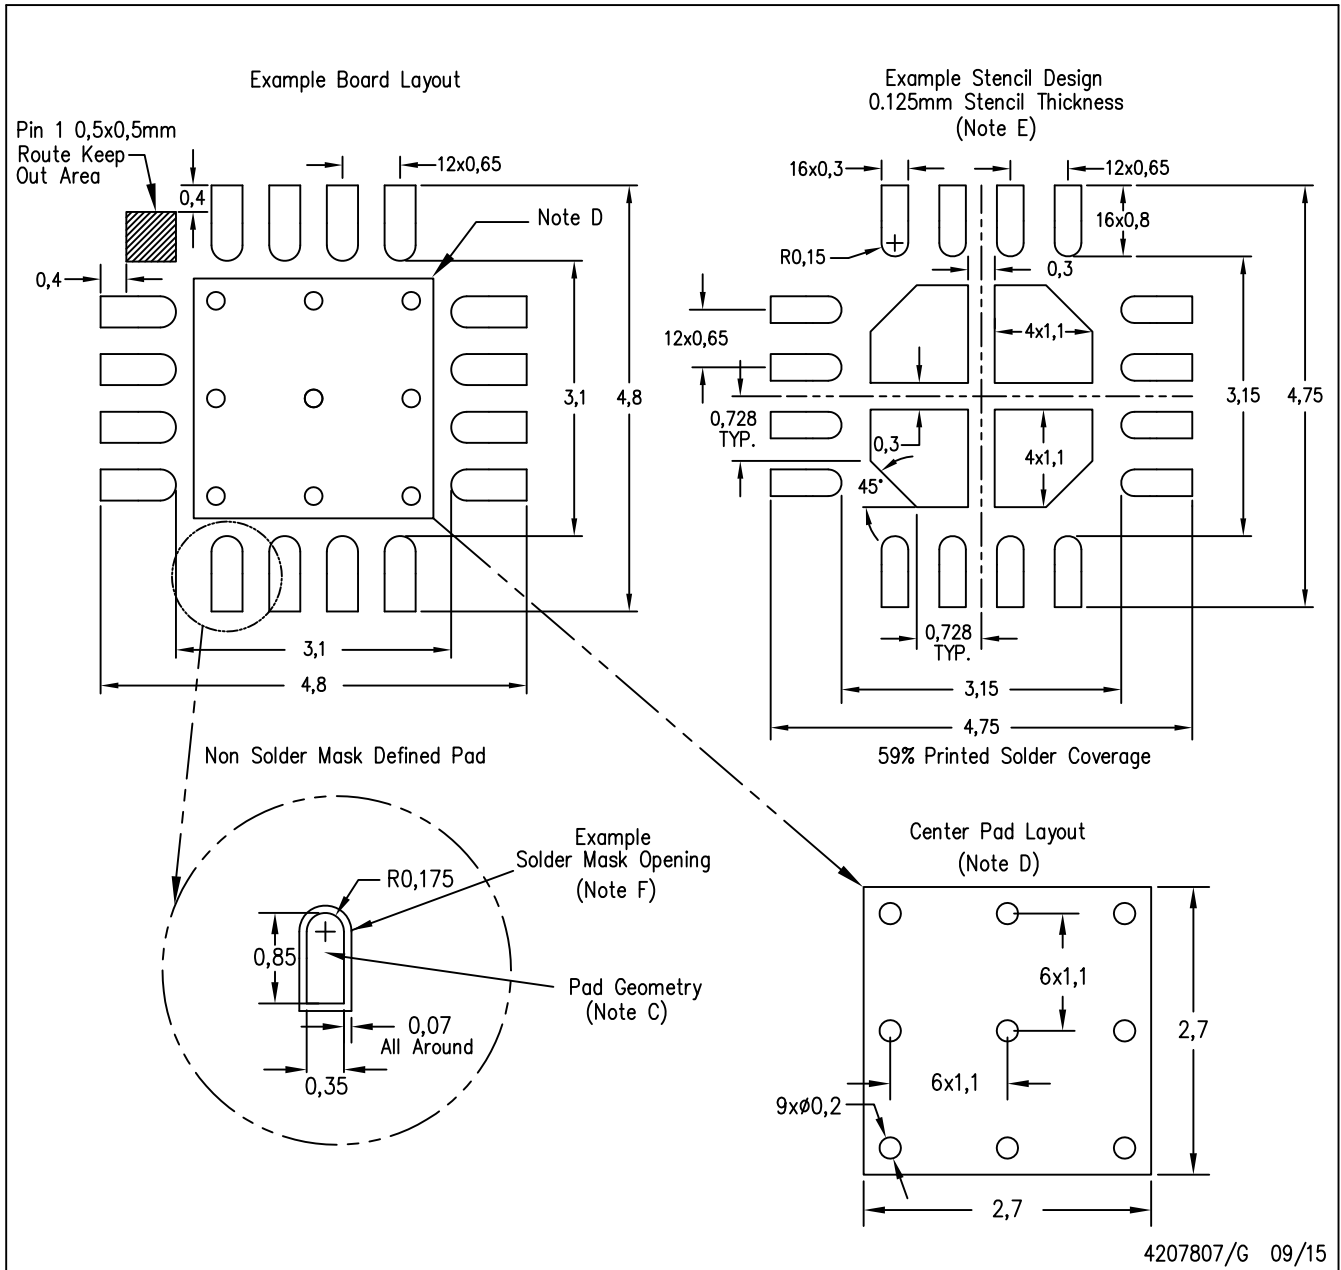 Example Board Layout
Pin 1 0,5x0,5mm
Route Keep
Out Area
0,4
12x0,65
Note D
0,4
3,1
4,8
3,1
4,8
Example Stencil Design
0.125mm Stencil Thickness
(Note E)
16x0,3
12x0,65
16x0,8
R0,15
0,3
12x0,65
4x1,1
0,728
TYP.
0,3
4x1,1
45°
3,15
4,75
0,728
TYP.
3,15
4,75
59% Printed Solder Coverage
Non Solder Mask Defined Pad
Example
Solder Mask Opening
(Note F)
R0,175
0,85
Pad Geometry
(Note C)
0,07
All Around
0,35
Center Pad Layout
(Note D)
6x1,1
2,7
6x1,1
9xø0,2
2,7
4207807/G 09/15